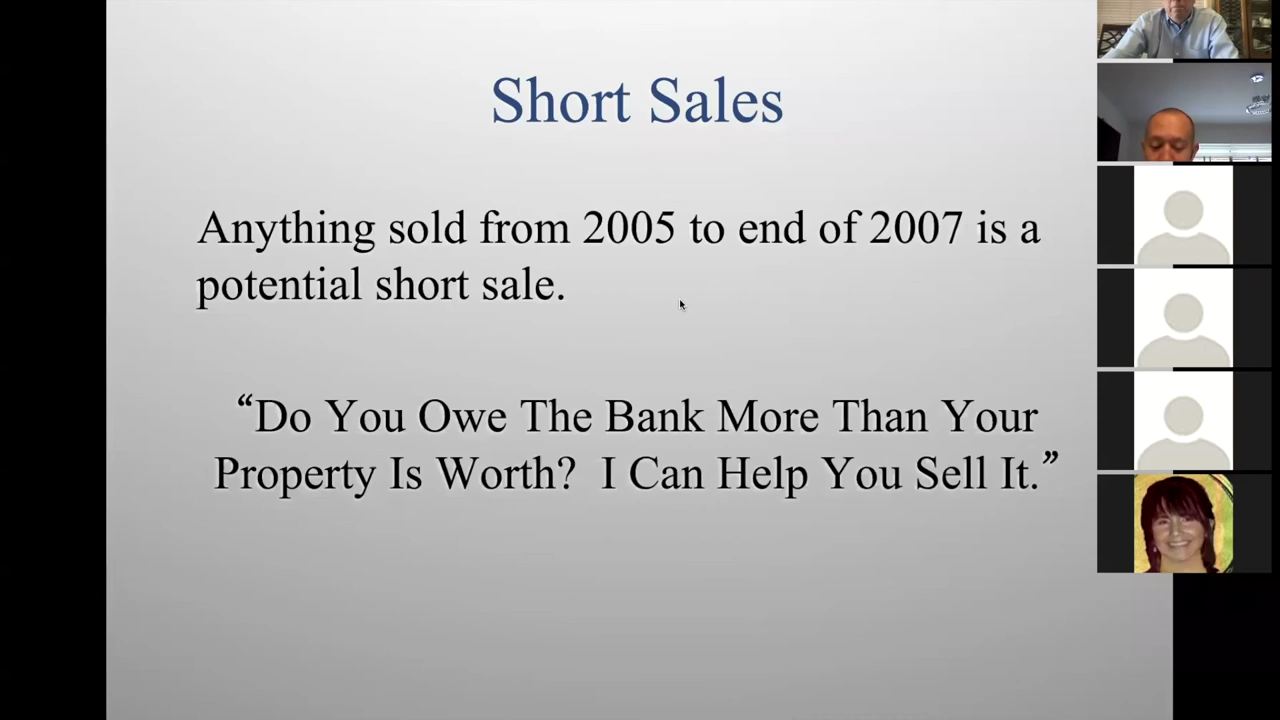 Short Sales
Anything sold from 2005 to end of 2007 is a
potential short sale.
“Do You Owe The Bank More Than Your
Property Is Worth?  I Can Help You Sell It.”